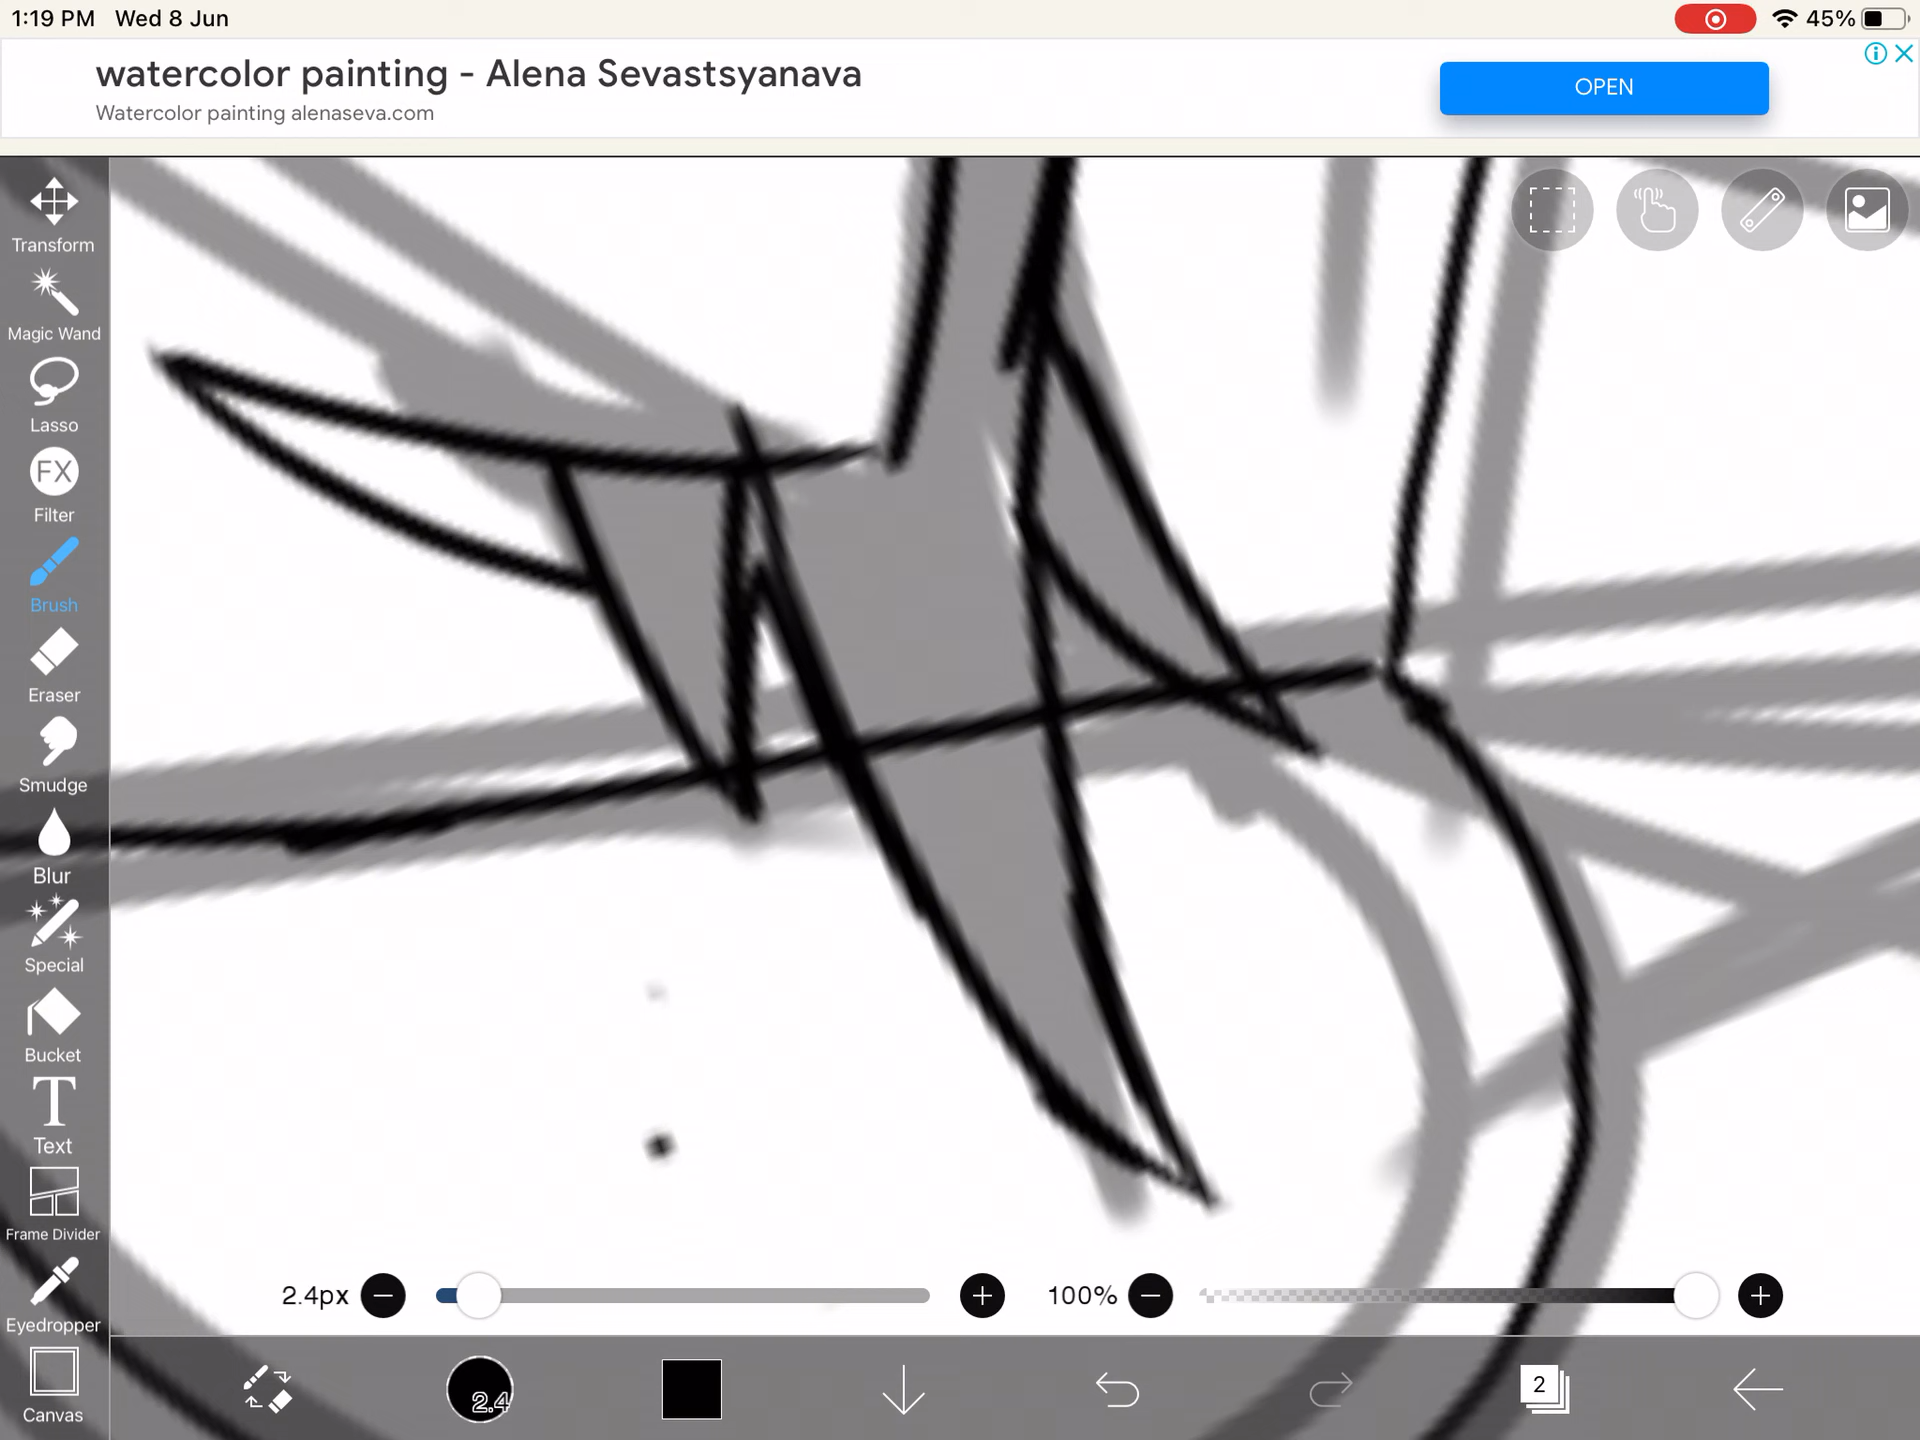 1:19 PM Wed 8 Jun
45%
watercolor painting - Alena Sevastsyanava
Watercolor painting alenaseva.com
OPEN
Transform
Magic Wand
Lasso
FX
Filter
Brush
Eraser
Smudge
Blur
Special
Bucket
T
Text
Frame Divider
Eyedropper
Canvas
2.4px
100%
2.4
2